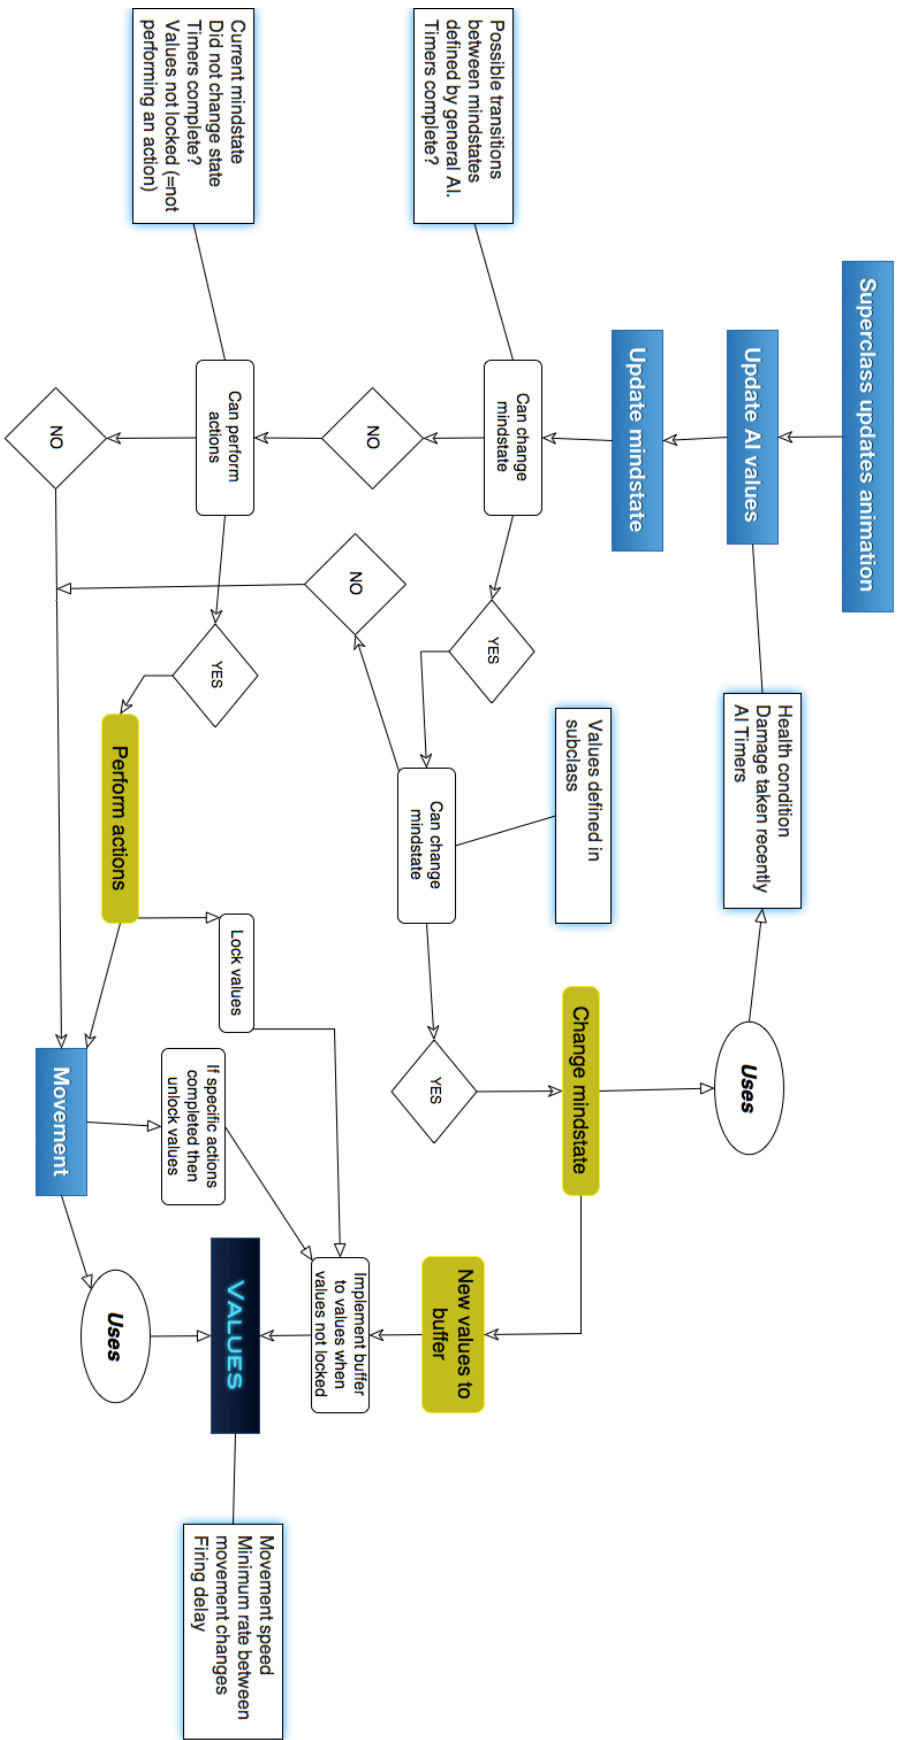 Superclass updates animation
Update AI values
Health condition
Damage taken recently
AI Timers
Uses
Update mindstate
Values defined in
subclass
Change mindstate
Possible transitions
between mindstates
defined by general AI.
Timers complete?
Can change
mindstate
YES
Can change
mindstate
YES
New values to
buffer
NO
NO
Implement buffer
to values when
values not locked
Current mindstate
Did not change state
Timers complete?
Values not locked (=not
performing an action)
Can perform
actions
YES
Lock values
VALUES
Movement speed
Minimum rate between
movement changes
Firing delay
If specific actions
completed then
unlock values
Perform actions
Uses
NO
Movement